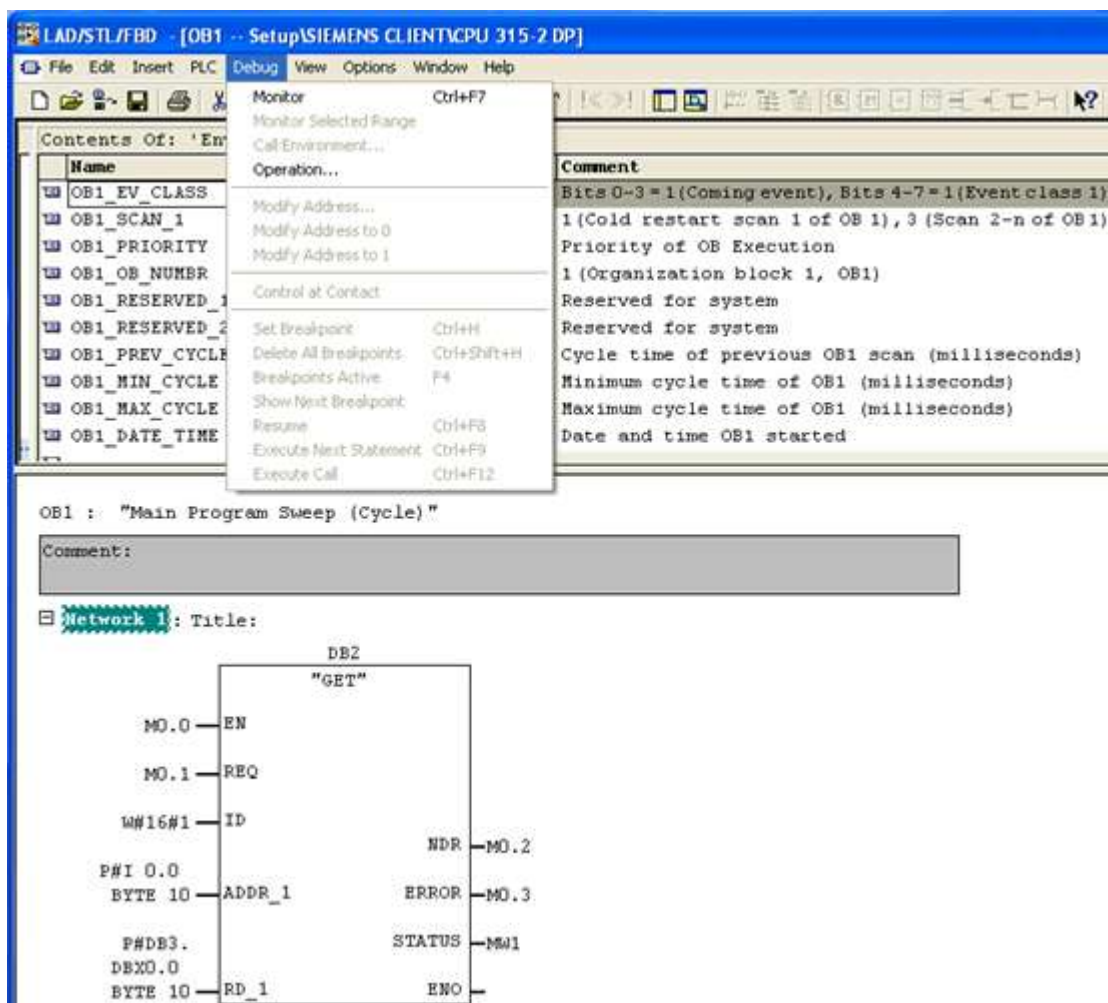 LAD/STL/FBD - [OB1 -- Setup\SIEMENS CLIENT\CPU 315-2 DP]
File Edit Insert PLC Debug View Options Window Help
Monitor Ctrl+F7
Monitor Selected Range
Call Environment...
Operation...
Modify Address...
Modify Address to 0
Modify Address to 1
Control at Contact
Set Breakpoint Ctrl+H
Delete All Breakpoints Ctrl+Shift+H
Breakpoints Active F4
Show Next Breakpoint
Resume Ctrl+F8
Execute Next Statement Ctrl+F9
Execute Call Ctrl+F12
Contents Of: 'En
Name Comment
OB1_EV_CLASS Bits 0-3 = 1(Coming event), Bits 4-7 = 1(Event class 1)
OB1_SCAN_1 1(Cold restart scan 1 of OB 1), 3 (Scan 2-n of OB 1)
OB1_PRIORITY Priority of OB Execution
OB1_OB_NUMBR 1 (Organization block 1, OB1)
OB1_RESERVED_1 Reserved for system
OB1_RESERVED_2 Reserved for system
OB1_PREV_CYCLE Cycle time of previous OB1 scan (milliseconds)
OB1_MIN_CYCLE Minimum cycle time of OB1 (milliseconds)
OB1_MAX_CYCLE Maximum cycle time of OB1 (milliseconds)
OB1_DATE_TIME Date and time OB1 started
OB1 : "Main Program Sweep (Cycle)"
Comment:
Network 1: Title:
DB2
"GET"
M0.0 EN
M0.1 REQ
W#16#1 ID
NDR M0.2
P#I 0.0
BYTE 10 ADDR_1 ERROR M0.3
P#DB3. STATUS MW1
DBX0.0
BYTE 10 RD_1 ENO